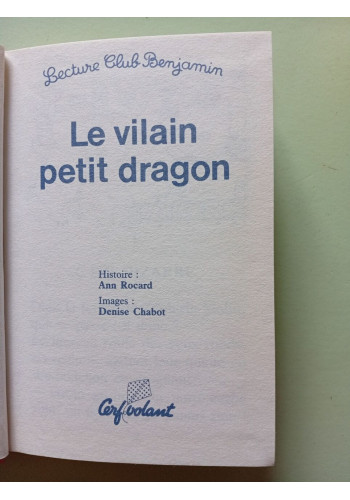 Lecture Club Benjamin
Le vilain
petit dragon
Histoire :
Ann Rocard
Images :
Denise Chabot
Cerf volant